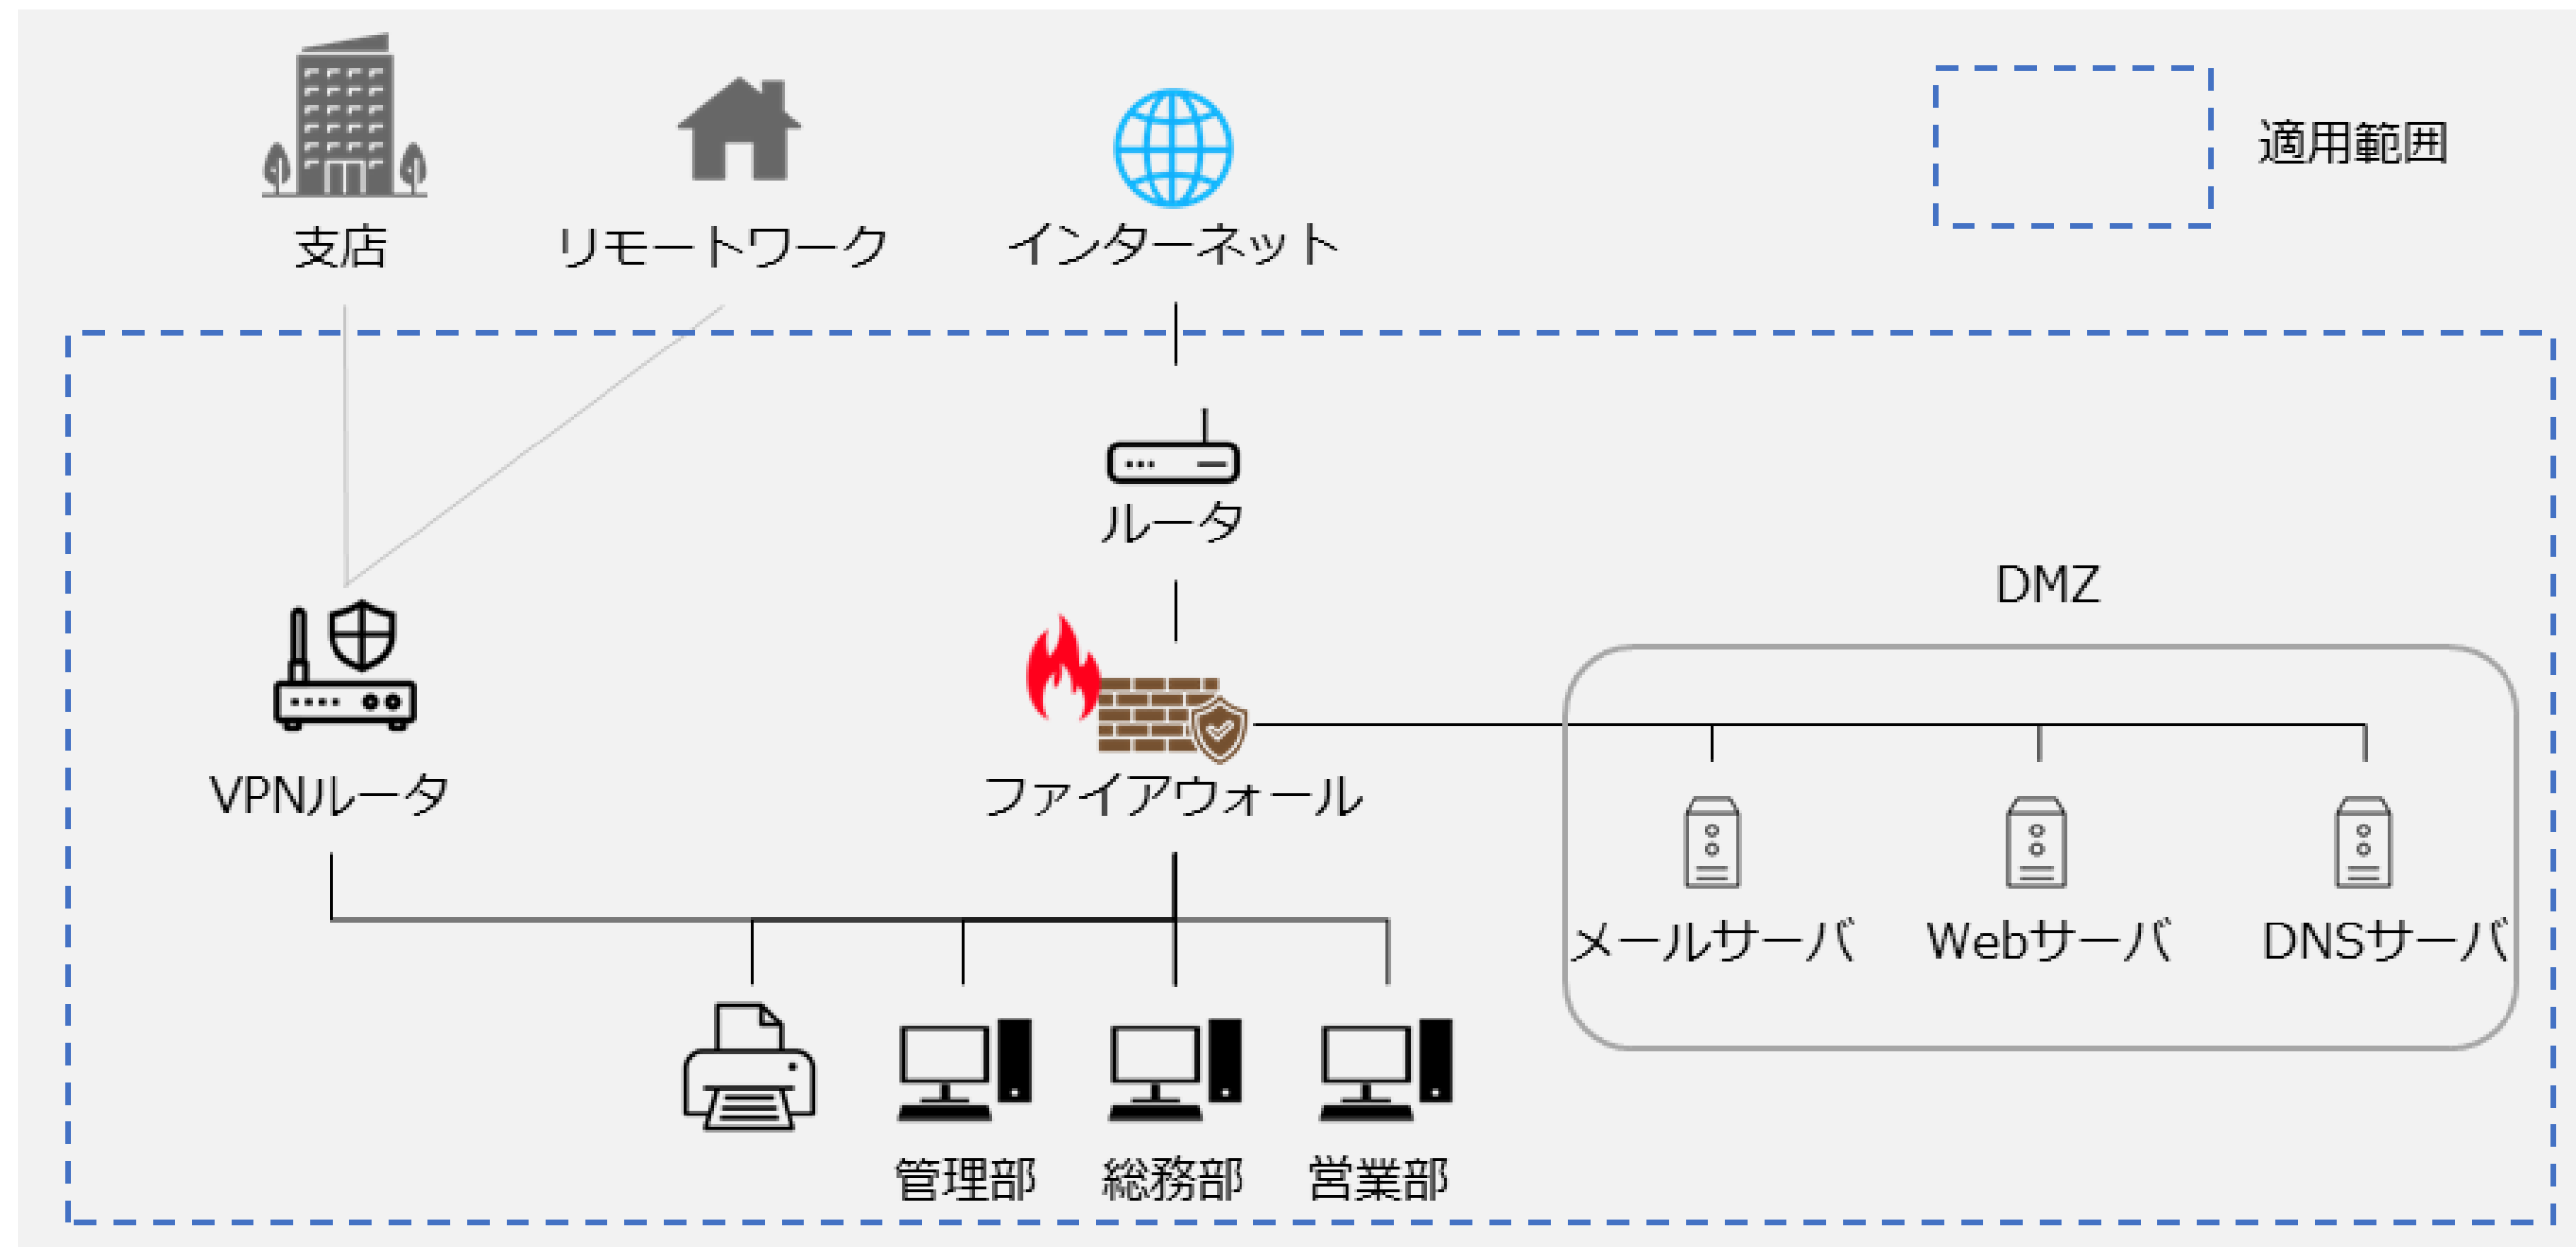 適用範囲
支店
リモートワーク
インターネット
ルータ
DMZ
VPNルータ
ファイアウォール
メールサーバ
Webサーバ
DNSサーバ
管理部
総務部
営業部